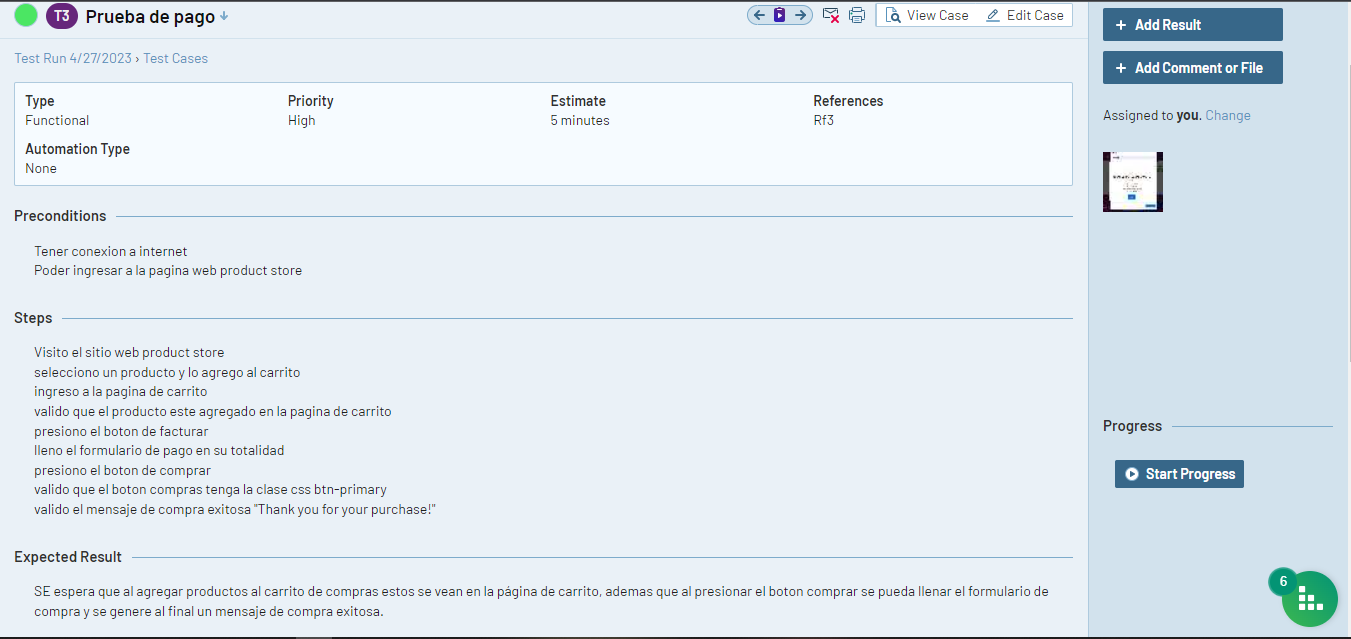 T3 Prueba de pago
View Case Edit Case
Test Run 4/27/2023 › Test Cases
Type Priority Estimate References
Functional High 5 minutes Rf3
Automation Type
None
Preconditions
Tener conexion a internet
Poder ingresar a la pagina web product store
Steps
Visito el sitio web product store
selecciono un producto y lo agrego al carrito
ingreso a la pagina de carrito
valido que el producto este agregado en la pagina de carrito
presiono el boton de facturar
lleno el formulario de pago en su totalidad
presiono el boton de comprar
valido que el boton compras tenga la clase css btn-primary
valido el mensaje de compra exitosa "Thank you for your purchase!"
Expected Result
SE espera que al agregar productos al carrito de compras estos se vean en la página de carrito, ademas que al presionar el boton comprar se pueda llenar el formulario de
compra y se genere al final un mensaje de compra exitosa.
+ Add Result
+ Add Comment or File
Assigned to you. Change
Progress
Start Progress
6